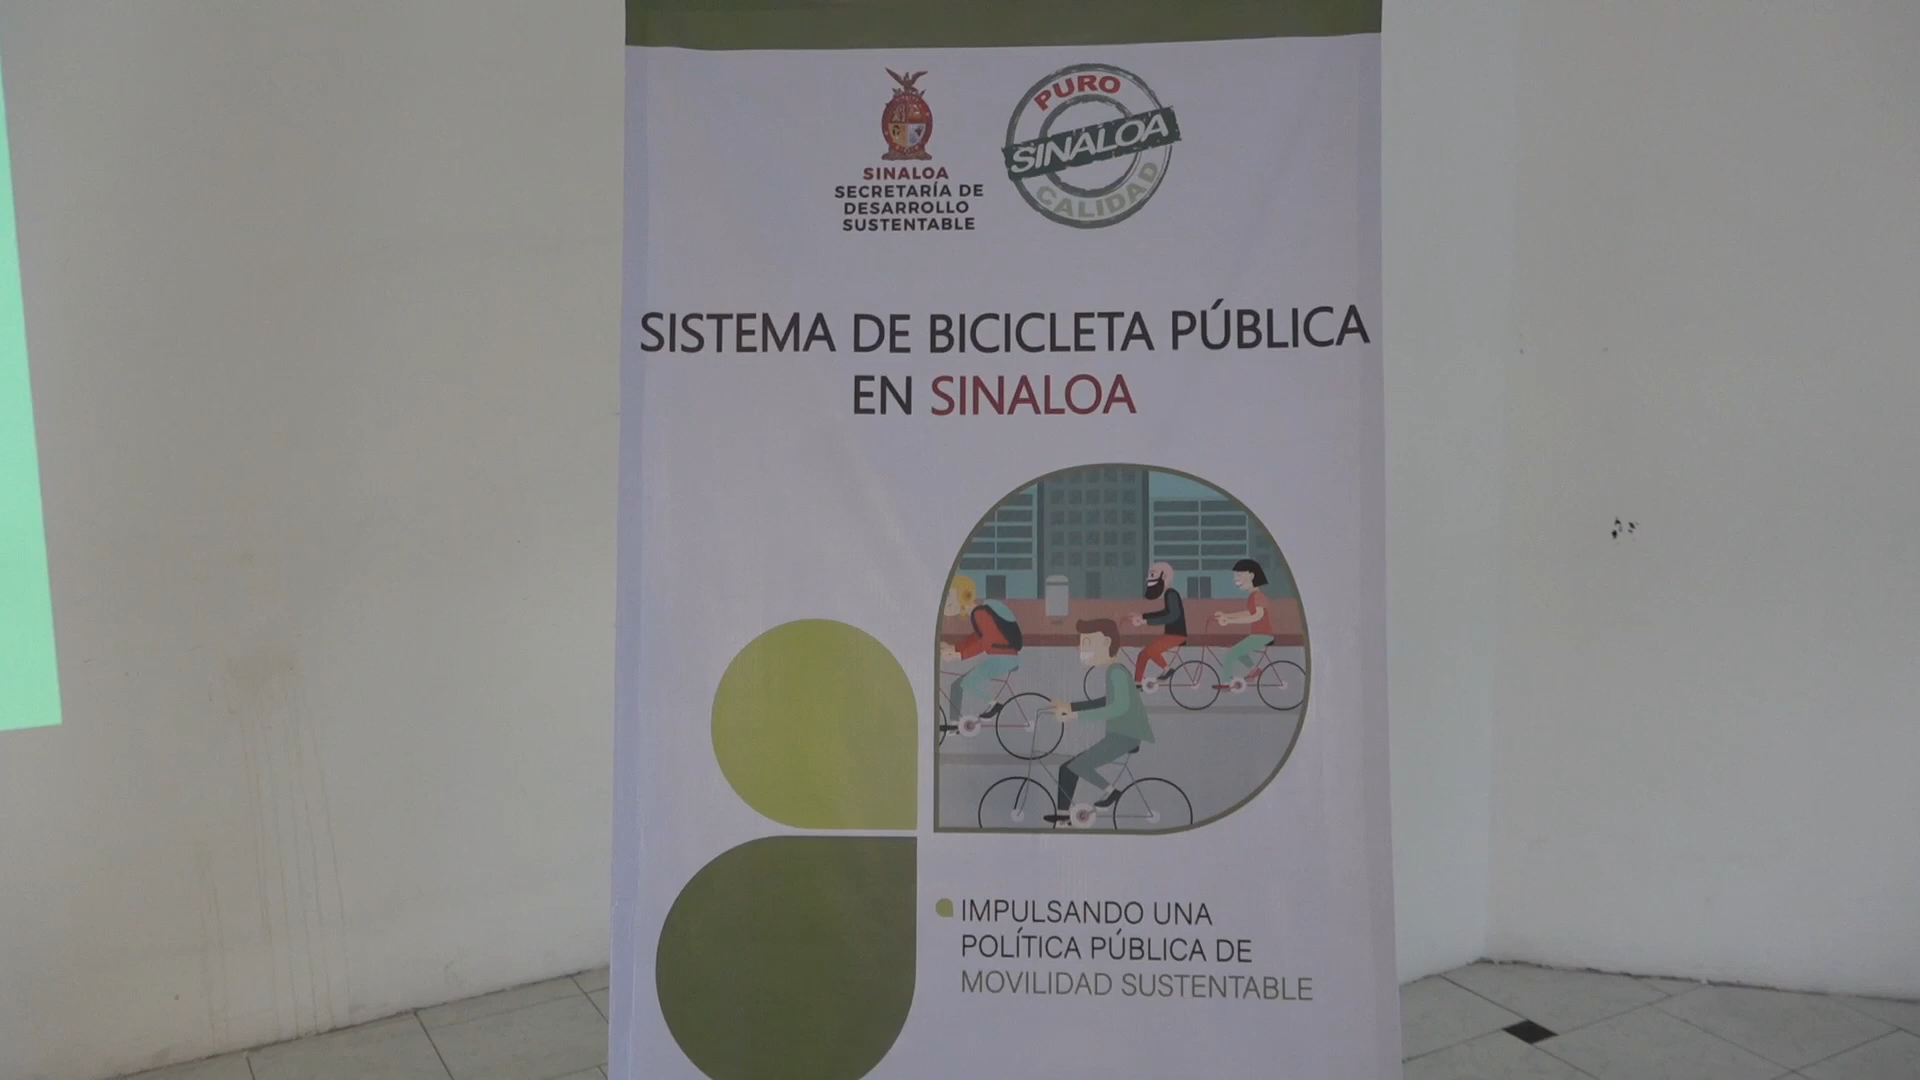 SINALOA
SECRETARÍA DE
DESARROLLO
SUSTENTABLE
PURO
SINALOA
CALIDAD
SISTEMA DE BICICLETA PÚBLICA
EN SINALOA
IMPULSANDO UNA
POLÍTICA PÚBLICA DE
MOVILIDAD SUSTENTABLE